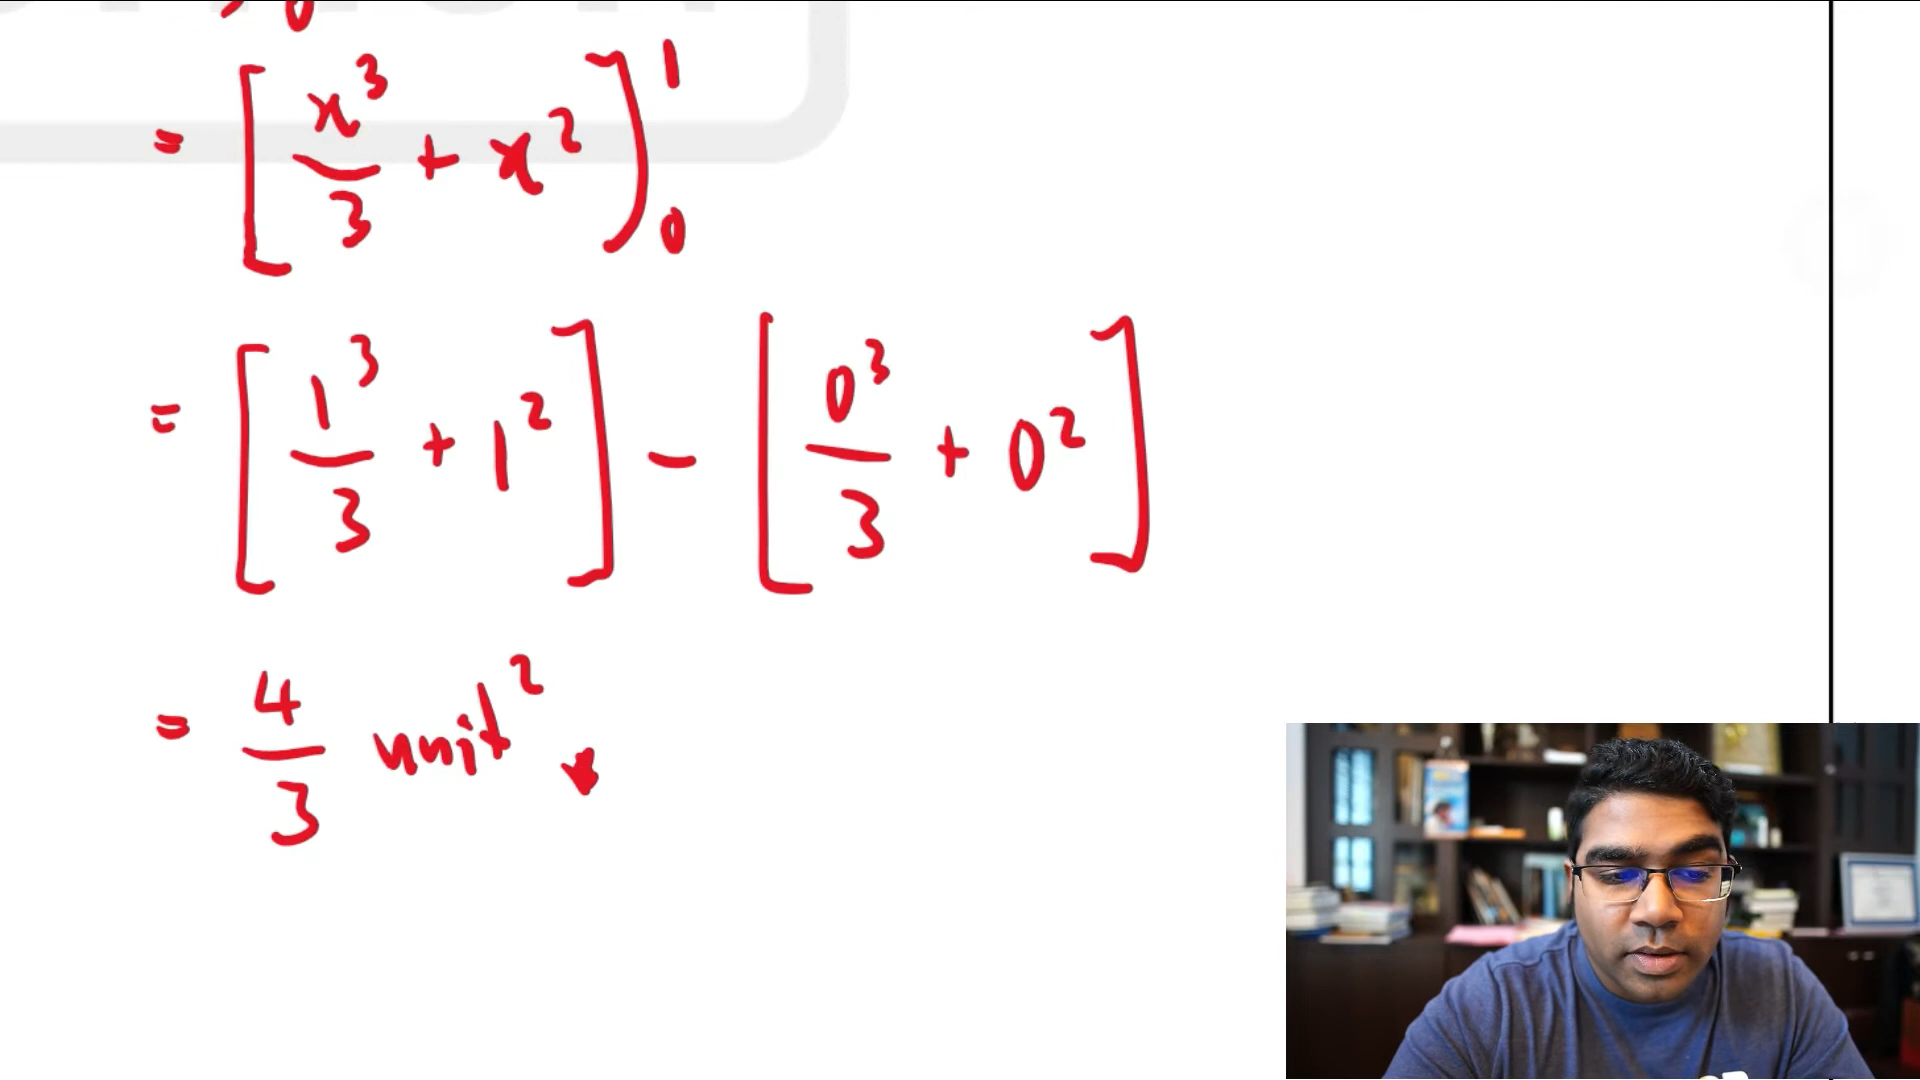 = [x³/3 + x²]₀¹
= [1³/3 + 1²] - [0³/3 + 0²]
= 4/3 unit²